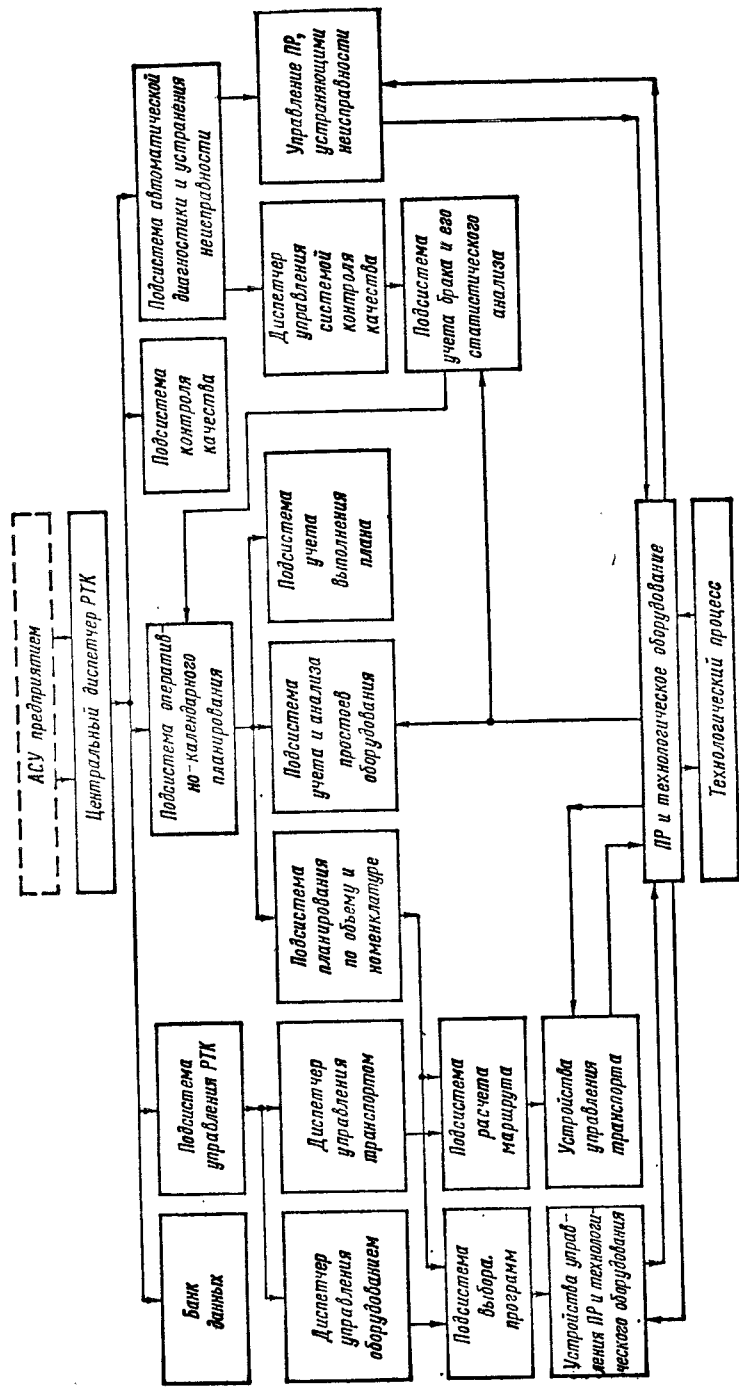 АСУ предприятием
Центральный диспетчер РТК
Банк
данных
Подсистема
управления РТК
Подсистема оператив-
но-календарного
планирования
Подсистема
контроля
качества
Подсистема автоматической
диагностики и устранения
неисправности
Диспетчер
управления
оборудованием
Диспетчер
управления
транспортом
Подсистема
планирования
по объему и
номенклатуре
Подсистема
учета и анализа
простоев
оборудования
Подсистема
учета
выполнения
плана
Диспетчер
управления
системой
контроля
качества
Управление ПР,
устраняющими
неисправности
Подсистема
выбора.
программ
Подсистема
расчета
маршрута
Подсистема
учета брака и его
статистического
анализа
Устройства управ-
ления ПР и технологи-
ческого оборудования
Устройства
управления
транспорта
ПР и технологическое оборудование
Технологический процесс